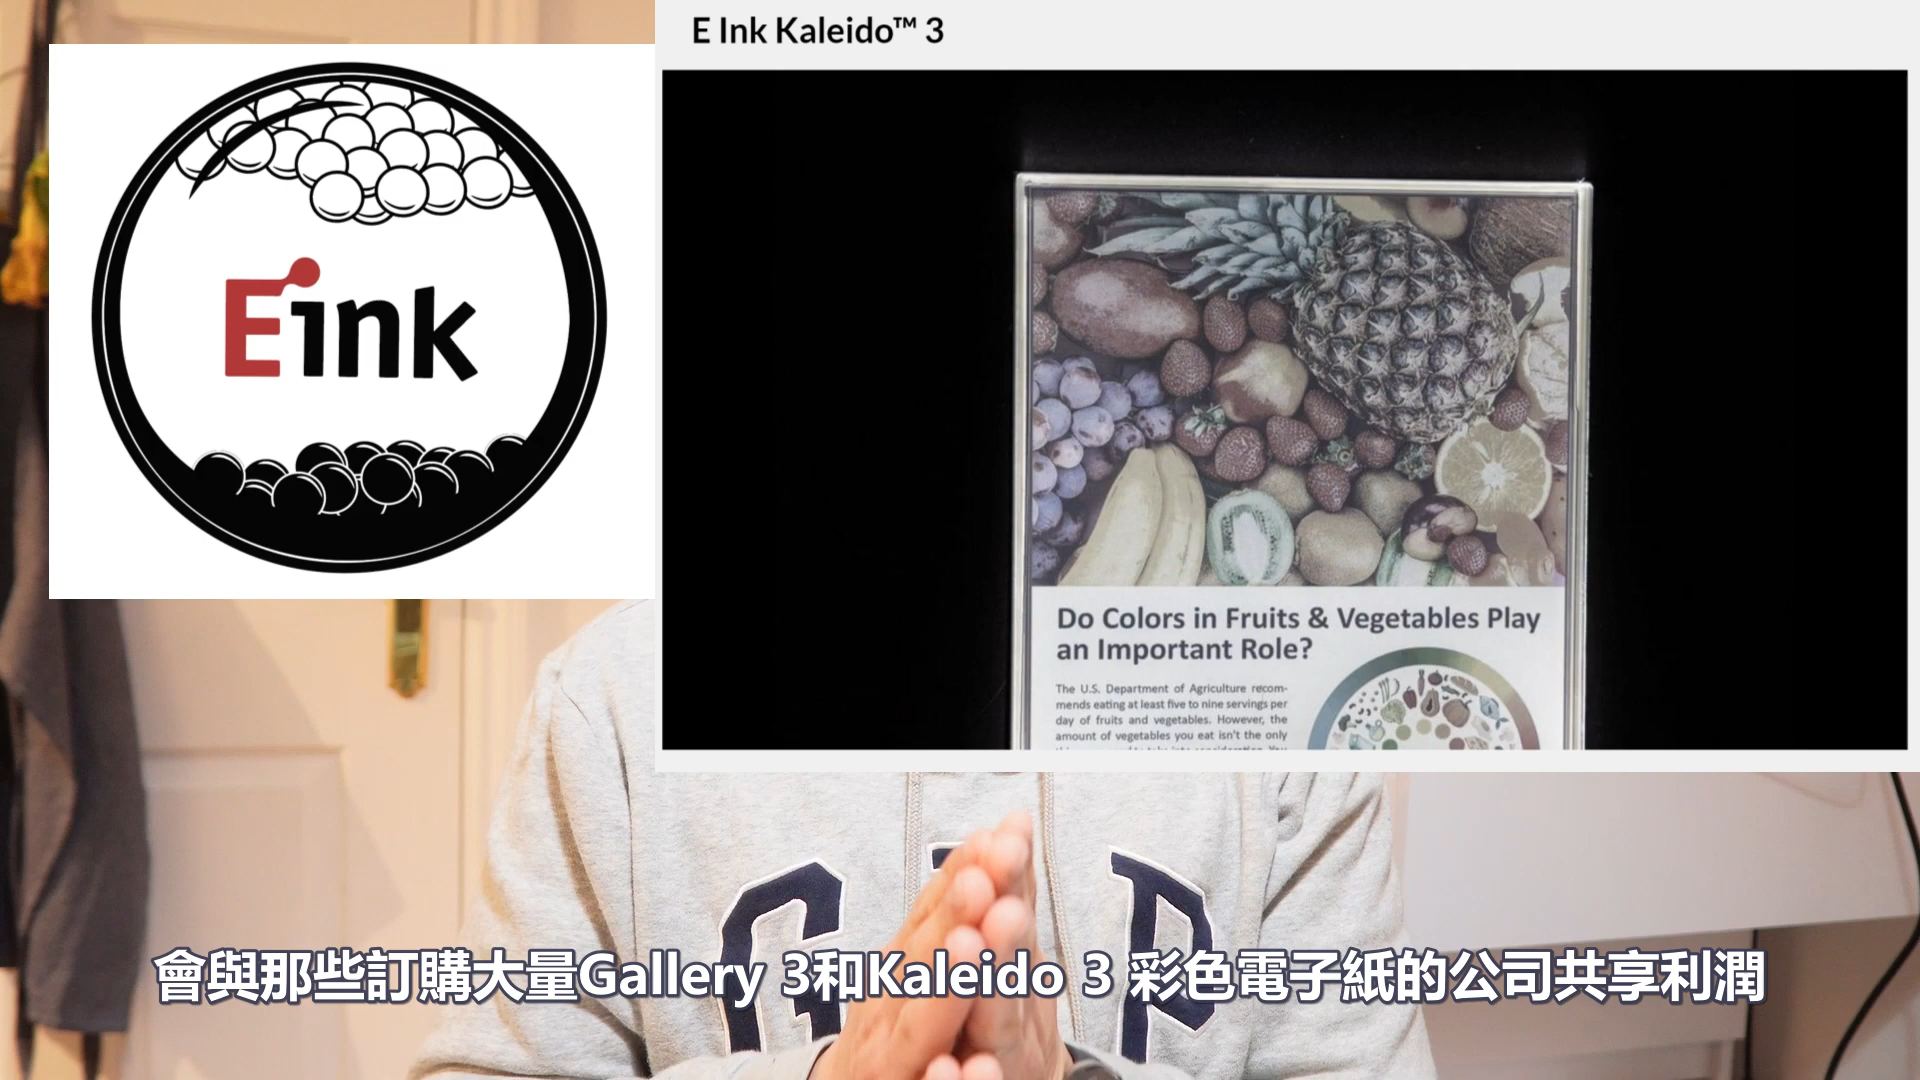 E Ink Kaleido™ 3
Eink
Do Colors in Fruits & Vegetables Play
an Important Role?
The U.S. Department of Agriculture recom-
mends eating at least five to nine servings per
day of fruits and vegetables. However, the
amount of vegetables you eat isn't the only
會與那些訂購大量Gallery 3和Kaleido 3 彩色電子紙的公司共享利潤